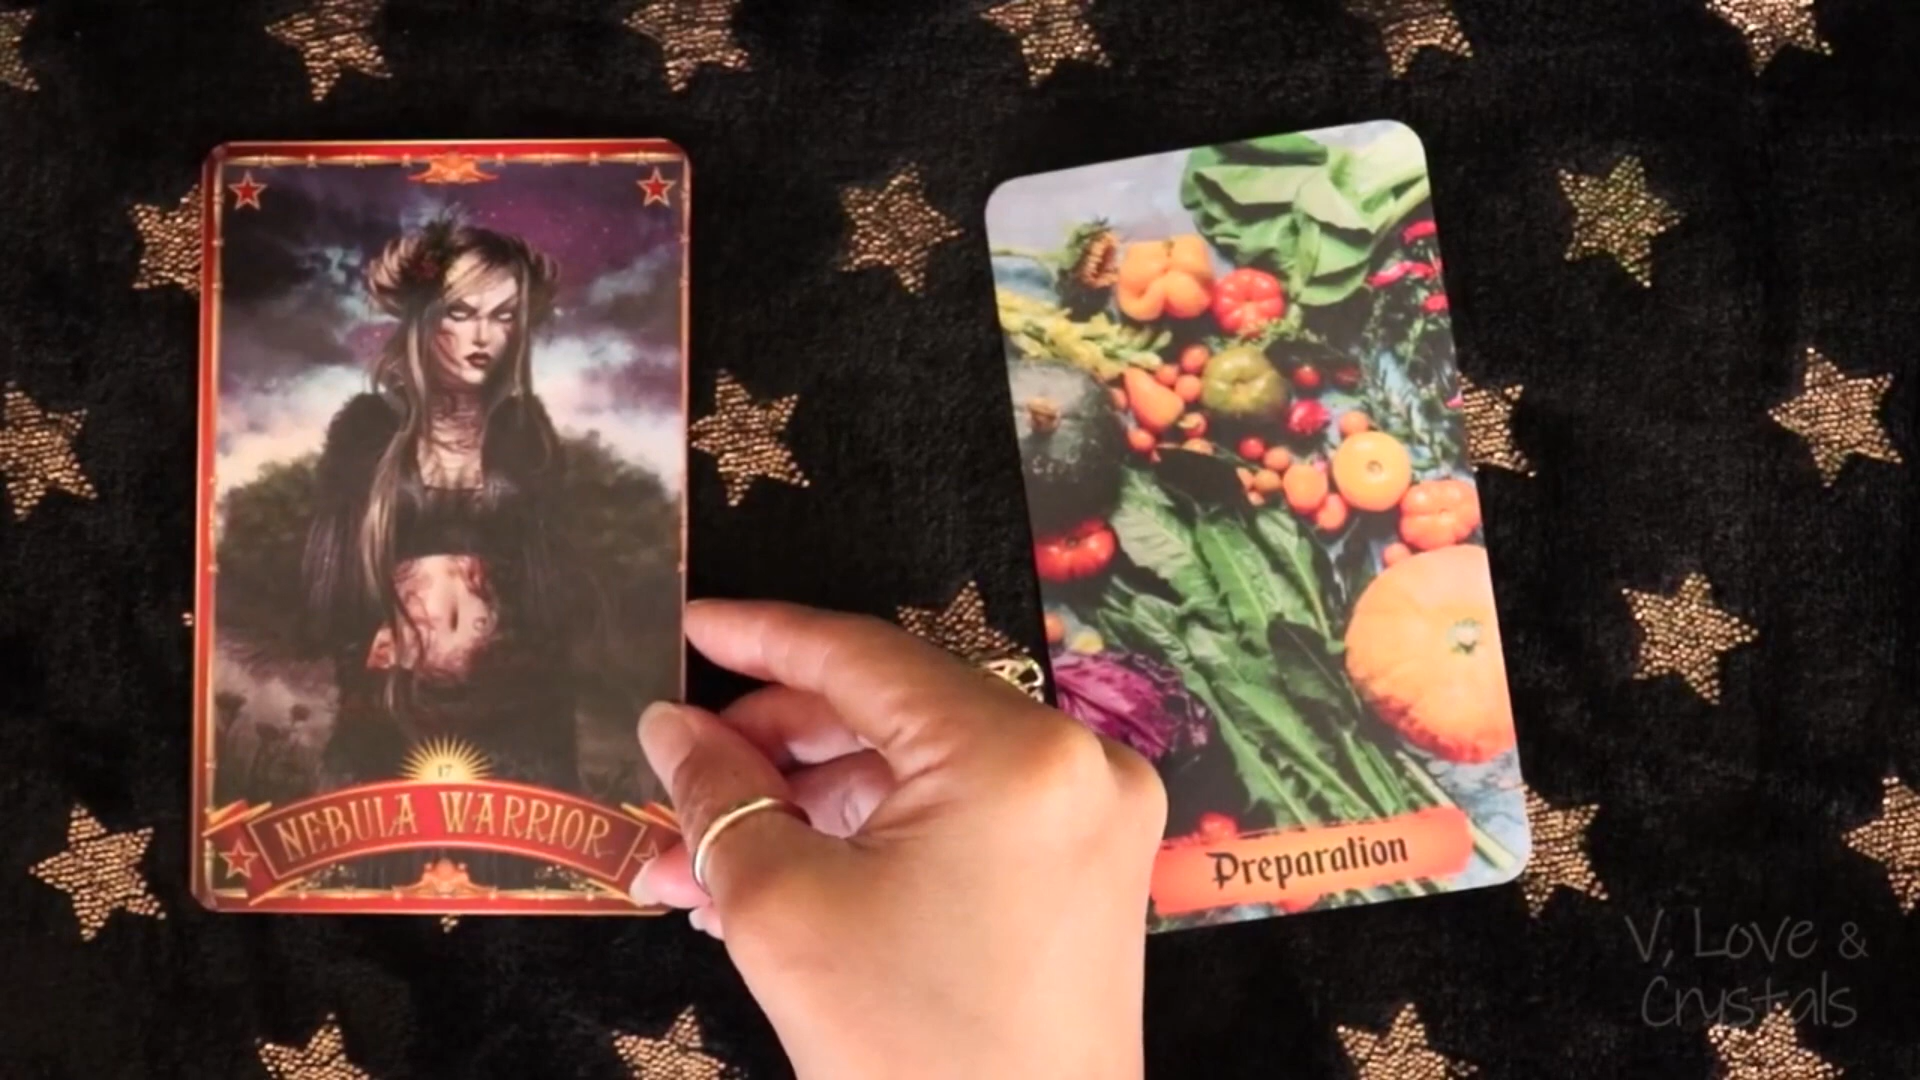 17
NEBULA WARRIOR
Preparation
V, Love &
Crystals